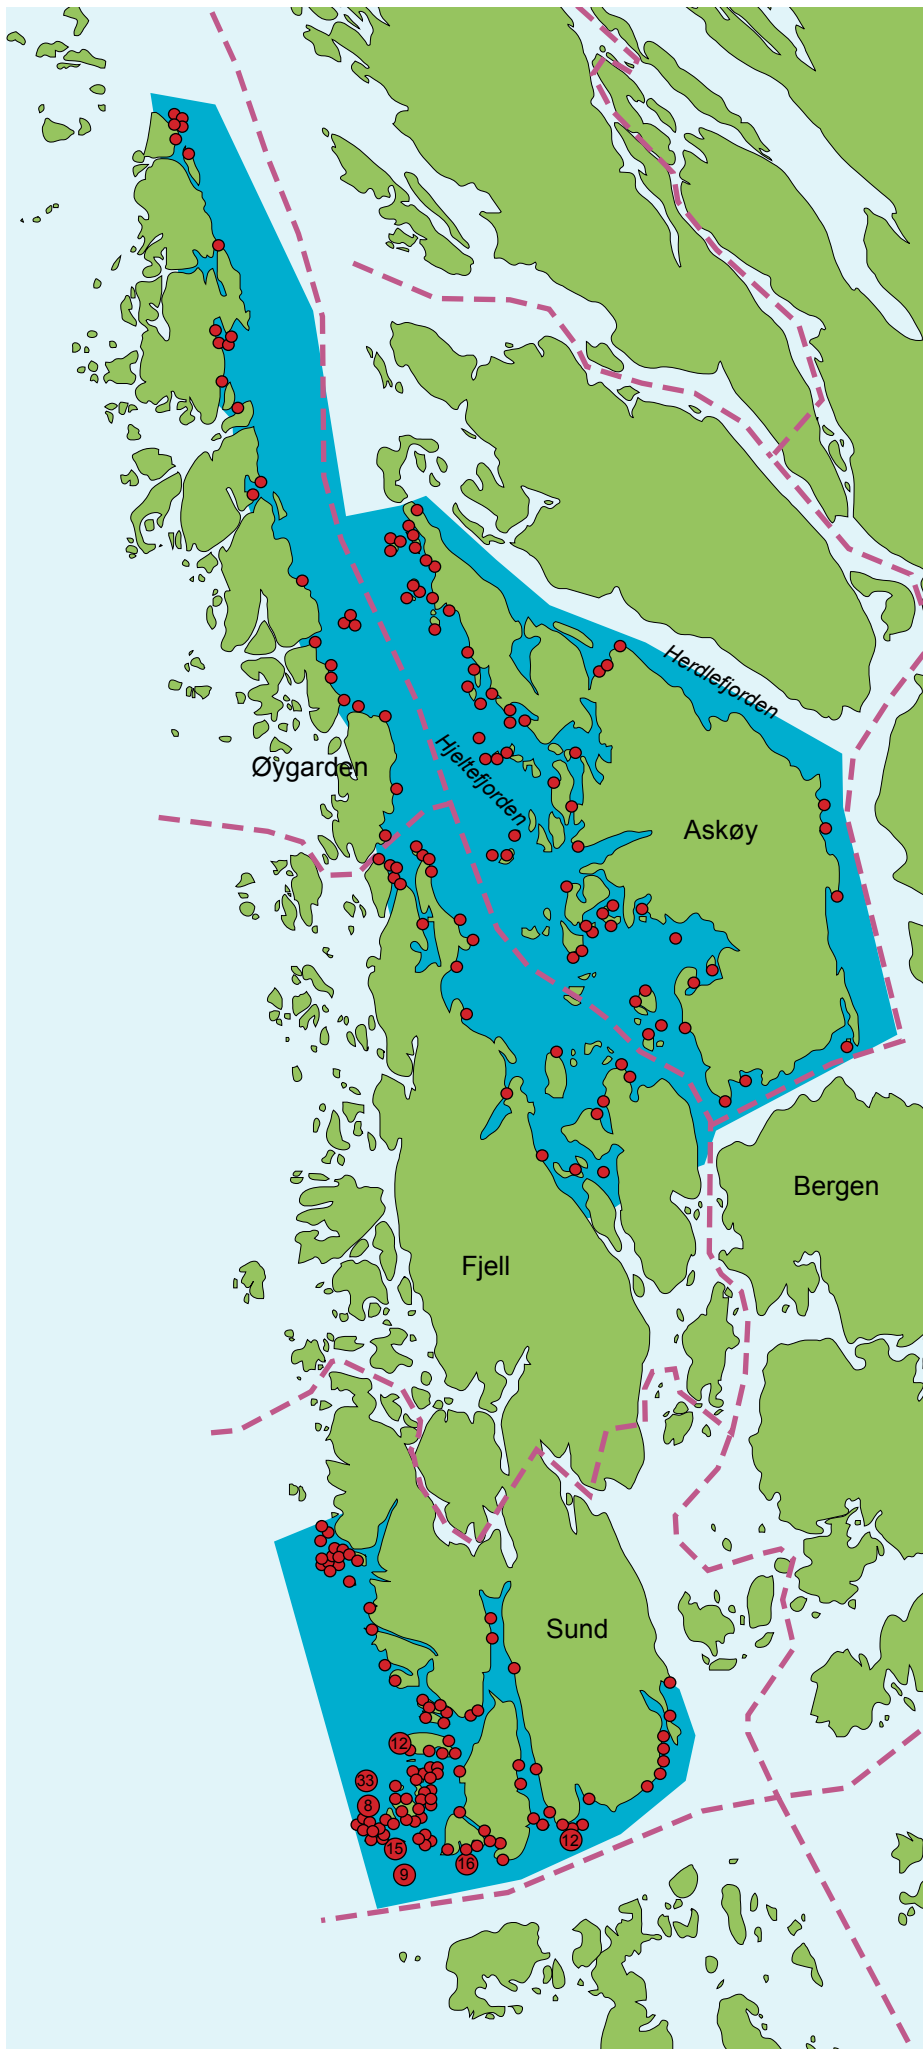 Herdlefjorden
Hjeltefjorden
Øygarden
Askøy
Bergen
Fjell
Sund
12
33
8
15
12
16
9